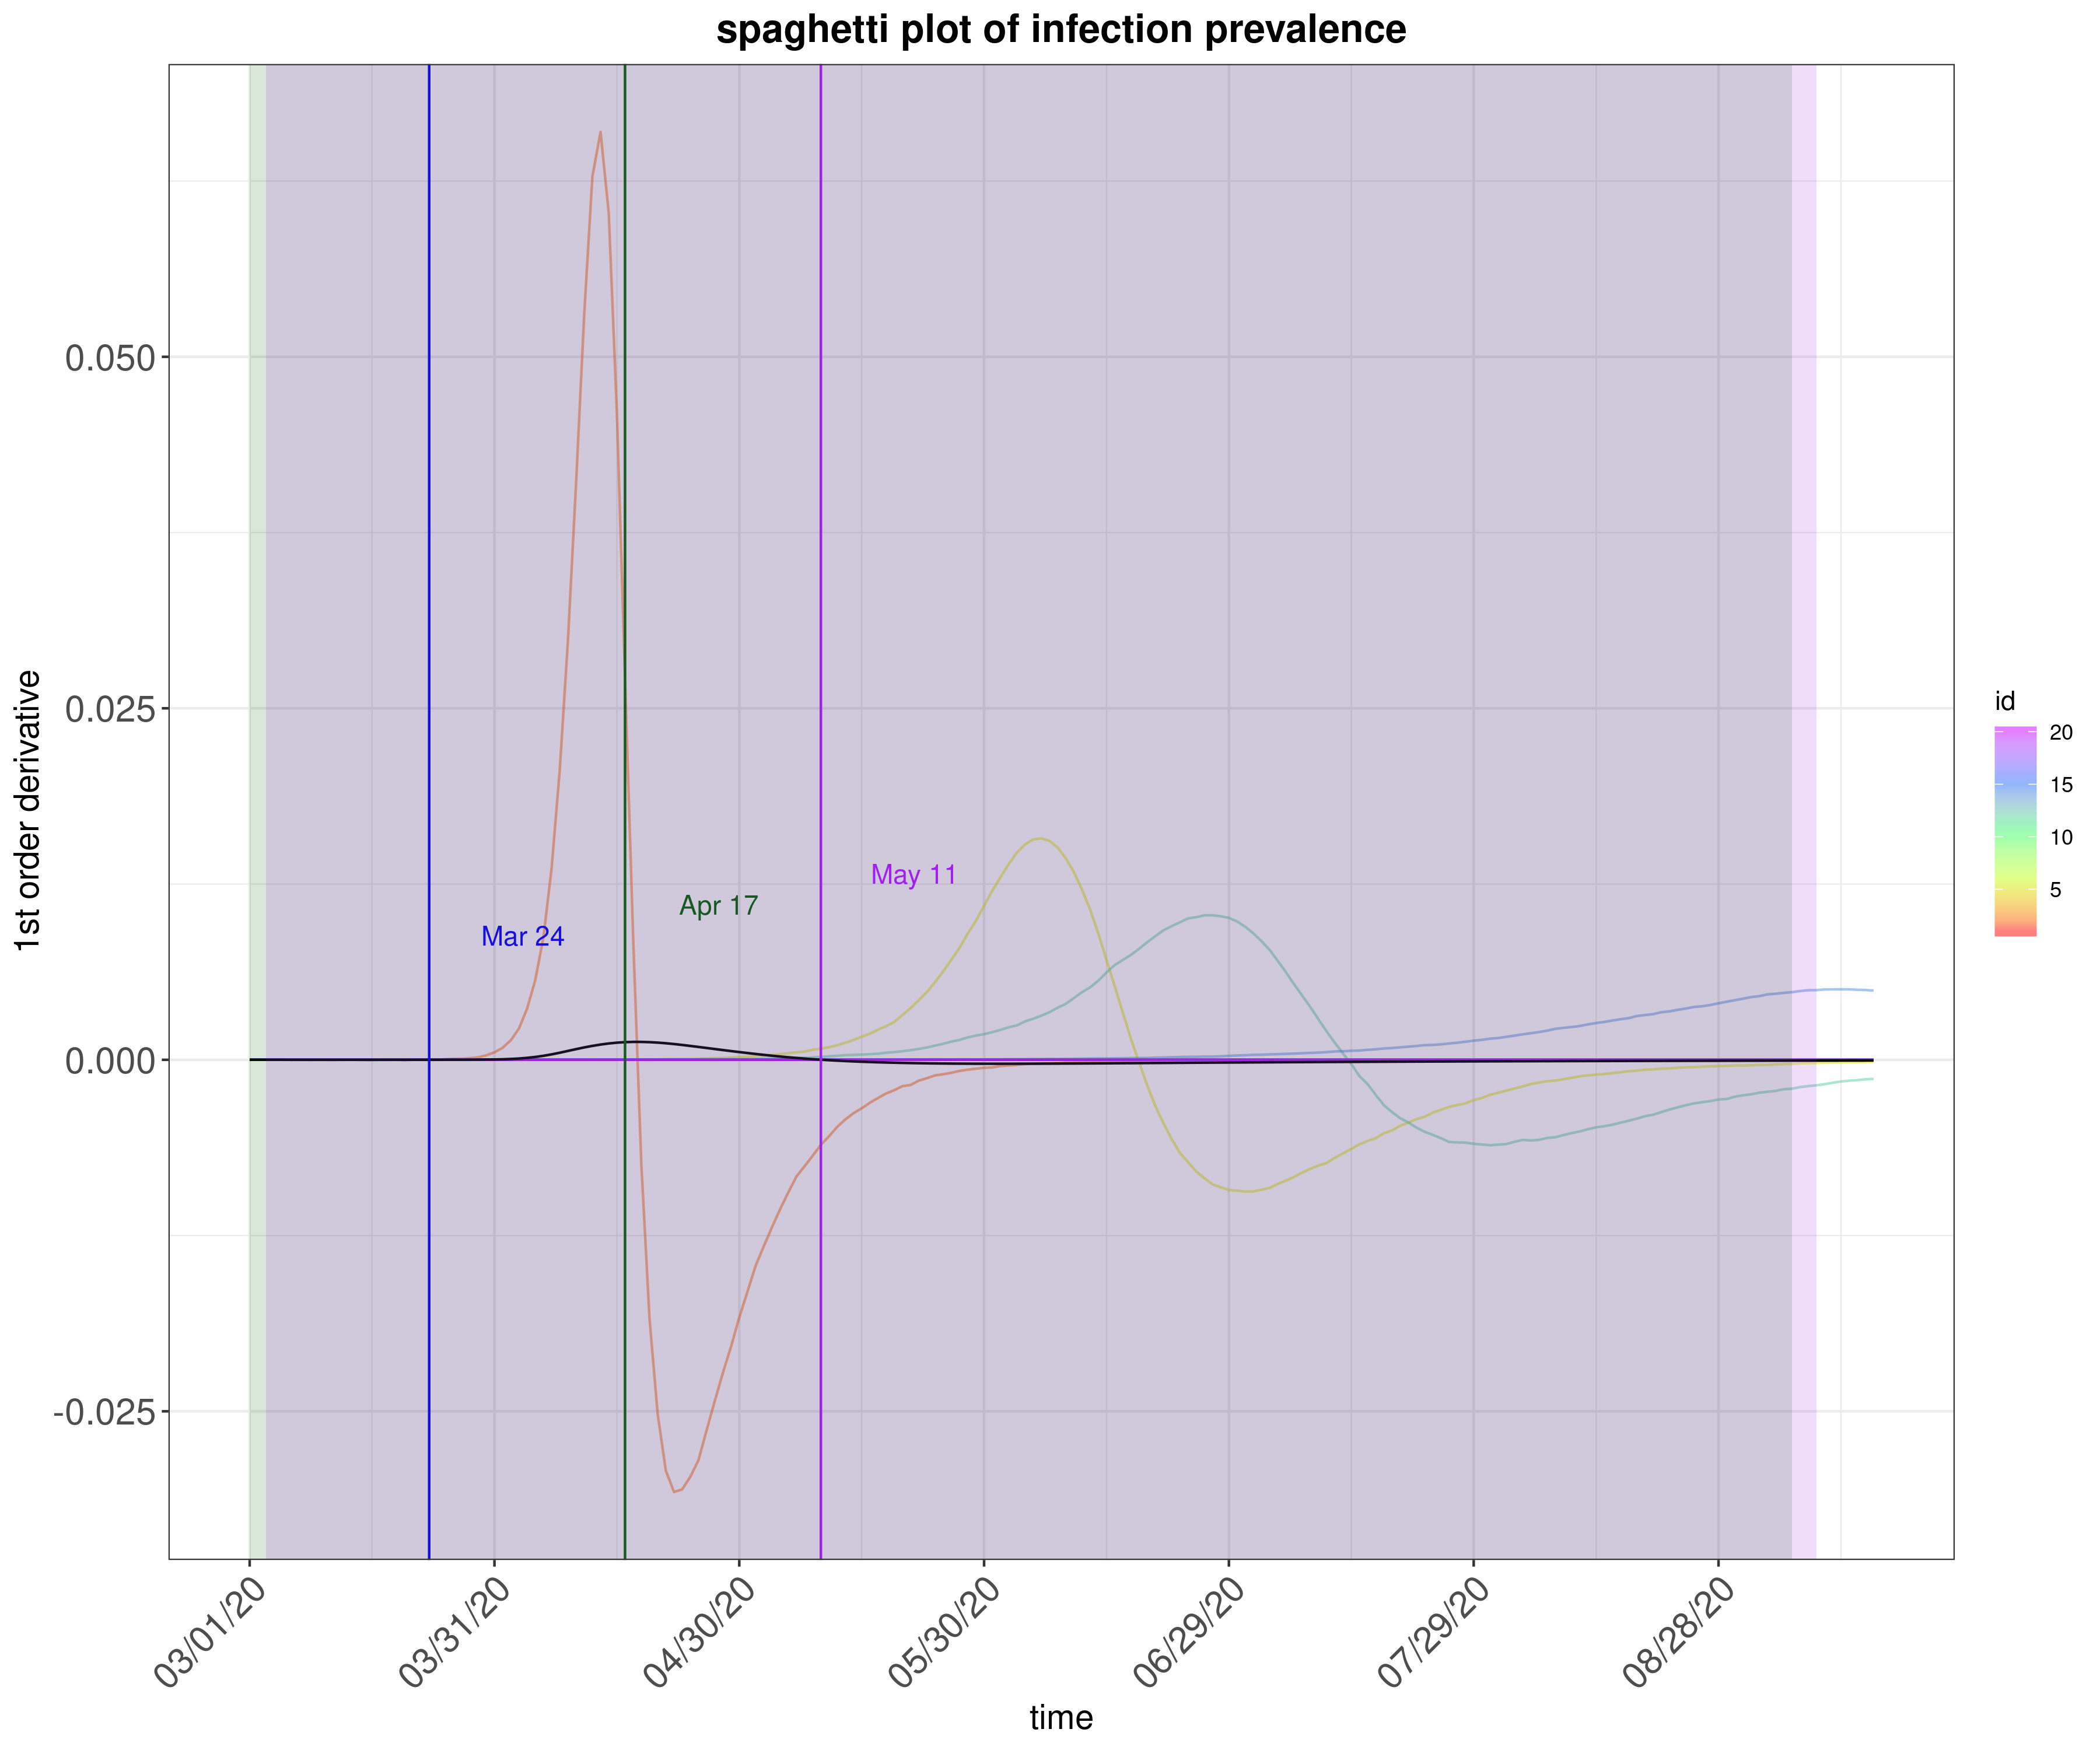 spaghetti plot of infection prevalence
1st order derivative
0.050
0.025
0.000
-0.025
Mar 24
Apr 17
May 11
id
20
15
10
5
03/01/20
03/31/20
04/30/20
05/30/20
06/29/20
07/29/20
08/28/20
time